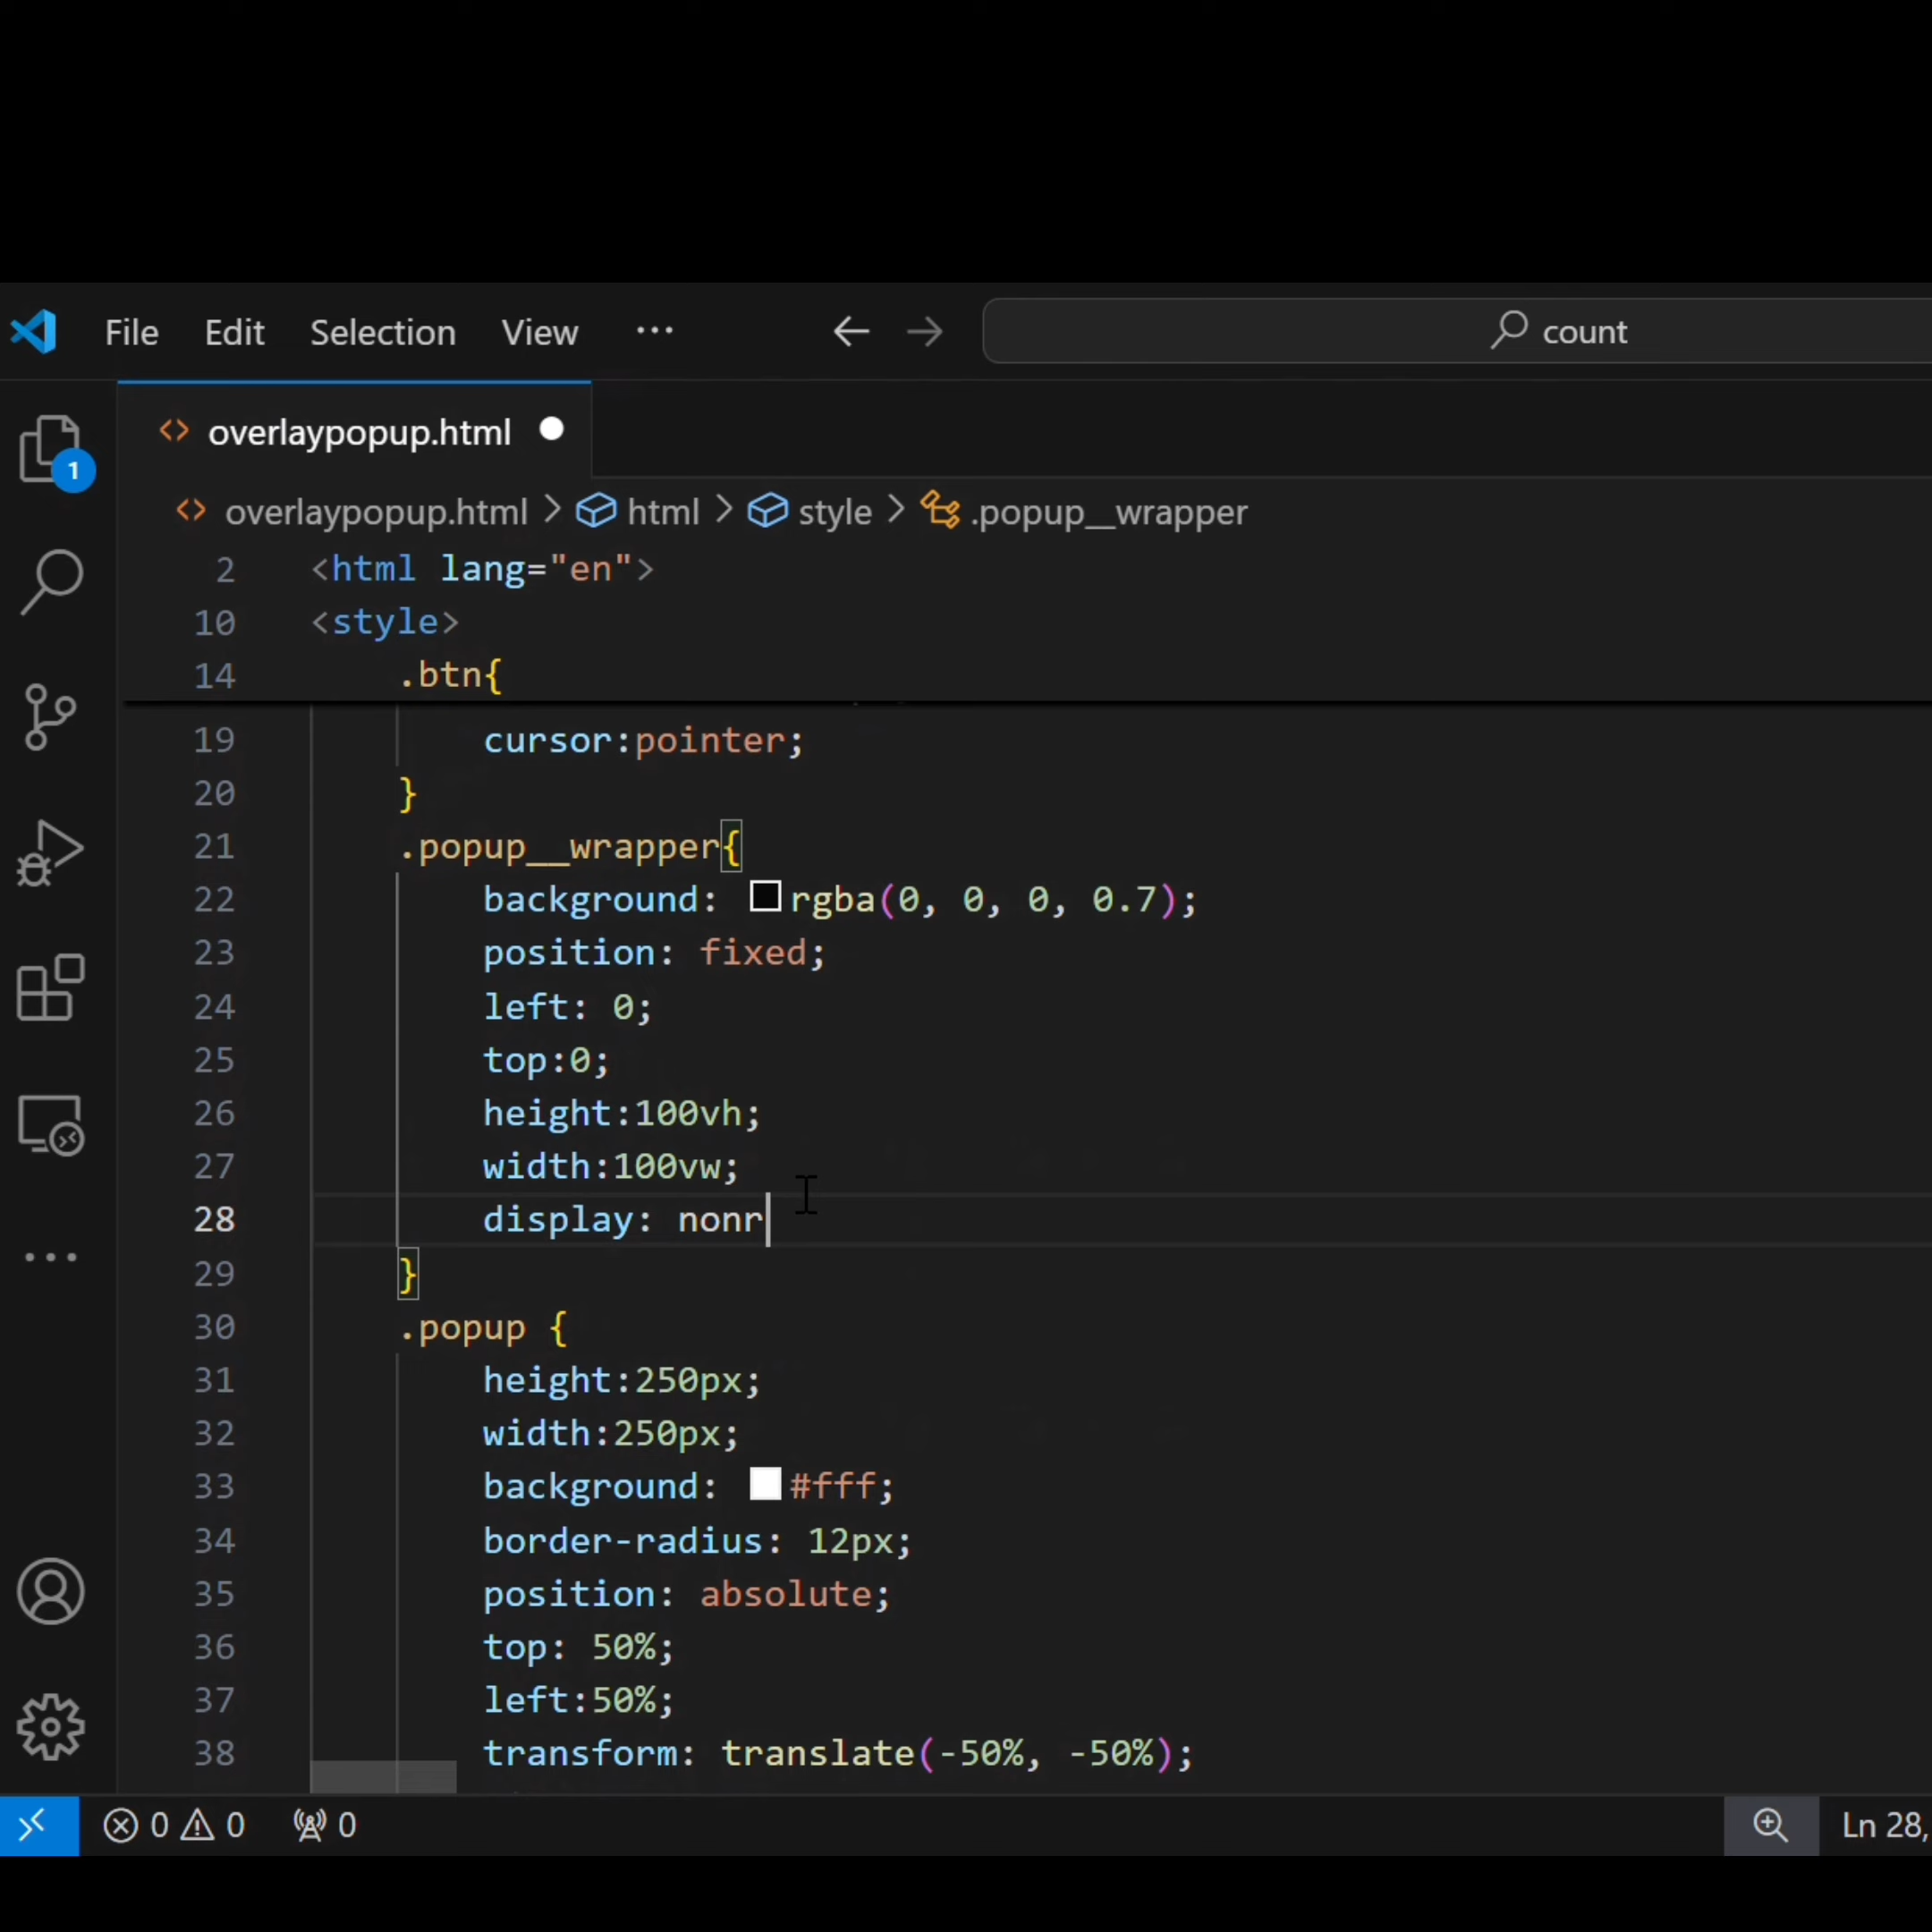 File Edit Selection View ··· count
overlaypopup.html
overlaypopup.html > html > style > .popup__wrapper
1
2 <html lang="en">
10 <style>
14 .btn{
19 cursor:pointer;
20 }
21 .popup__wrapper{
22 background: rgba(0, 0, 0, 0.7);
23 position: fixed;
24 left: 0;
25 top:0;
26 height:100vh;
27 width:100vw;
28 display: nonr
29 }
30 .popup {
31 height:250px;
32 width:250px;
33 background: #fff;
34 border-radius: 12px;
35 position: absolute;
36 top: 50%;
37 left:50%;
38 transform: translate(-50%, -50%);
0 0 0 Ln 28,